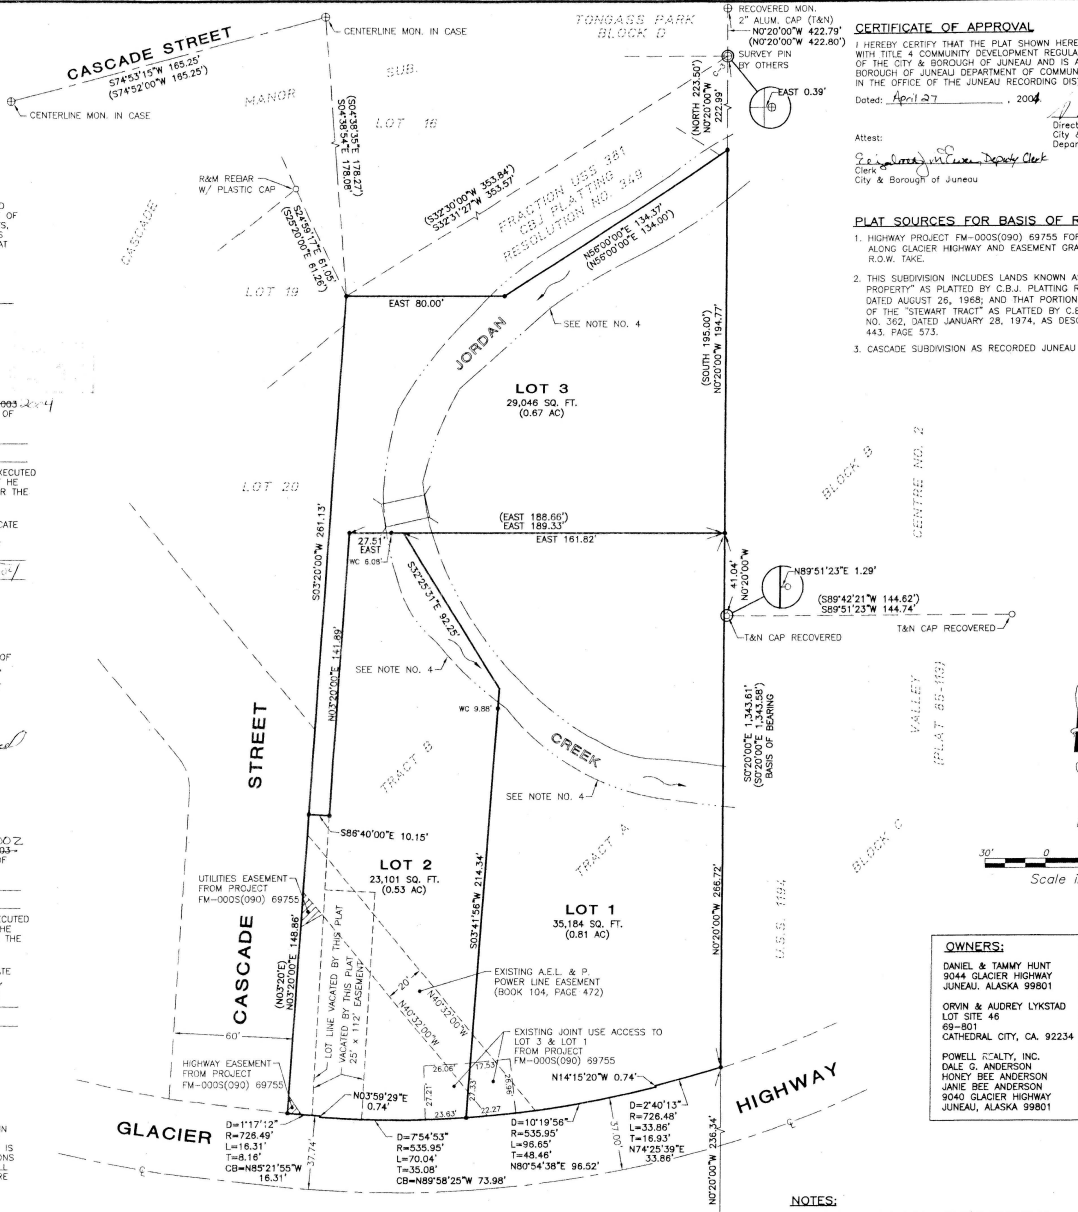 CASCADE STREET
S74°53'15"W 165.25'
(S74°52'00"W 165.25')
CENTERLINE MON. IN CASE
CENTERLINE MON. IN CASE
TONGASS PARK
BLOCK D
RECOVERED MON.
2" ALUM. CAP (T&N)
N0°20'00"W 422.79'
(N0°20'00"W 422.80')
SURVEY PIN
BY OTHERS
EAST 0.39'
CERTIFICATE OF APPROVAL
I HEREBY CERTIFY THAT THE PLAT SHOWN HERE
WITH TITLE 4 COMMUNITY DEVELOPMENT REGULA
OF THE CITY & BOROUGH OF JUNEAU AND IS A
BOROUGH OF JUNEAU DEPARTMENT OF COMMUN
IN THE OFFICE OF THE JUNEAU RECORDING DIS
Dated: April 27, 2004
Direct
City &
Depar
Attest:
Deputy Clerk
Clerk
City & Borough of Juneau
PLAT SOURCES FOR BASIS OF R
1. HIGHWAY PROJECT FM-000S(090) 69755 FOR
ALONG GLACIER HIGHWAY AND EASEMENT GRA
R.O.W. TAKE.
2. THIS SUBDIVISION INCLUDES LANDS KNOWN A
PROPERTY" AS PLATTED BY C.B.J. PLATTING R
DATED AUGUST 26, 1968; AND THAT PORTION
OF THE "STEWART TRACT" AS PLATTED BY C.B
NO. 362, DATED JANUARY 28, 1974, AS DESC
443. PAGE 573.
3. CASCADE SUBDIVISION AS RECORDED JUNEAU
SUB.
MANOR
CASCADE
LOT 16
LOT 19
LOT 20
R&M REBAR
W/ PLASTIC CAP
(S04°38'35"E 178.27')
S04°38'54"E 178.08'
S24°59'17"E 61.05'
(S25°20'00"E 61.26')
(S32°30'00"W 353.84')
S32°31'27"W 353.57'
FRACTION USS 381
CBJ PLATTING
RESOLUTION NO. 349
N56°00'00"E 134.37'
(N56°00'00"E 134.00')
(NORTH 223.50')
N0°20'00"W
222.99'
EAST 80.00'
JORDAN
SEE NOTE NO. 4
(SOUTH 195.00')
N0°20'00"W 194.77'
LOT 3
29,046 SQ. FT.
(0.67 AC)
S03°20'00"W 261.13'
(EAST 188.66')
EAST 189.33'
EAST 161.82'
27.51'
EAST
WC 6.08'
S32°25'31"E 92.25'
N03°20'00"E 141.89'
SEE NOTE NO. 4
WC 9.88'
41.04'
N0°20'00"W
N89°51'23"E 1.29'
(S89°42'21"W 144.62')
S89°51'23"W 144.74'
T&N CAP RECOVERED
T&N CAP RECOVERED
BLOCK B
CENTRE NO. 2
VALLEY
(PLAT 85-113)
BLOCK C
U.S.S. 1194
S0°20'00"E 1,343.61'
(S0°20'00"E 1,343.58')
BASIS OF BEARING
CREEK
SEE NOTE NO. 4
TRACT B
TRACT A
CASCADE STREET
S86°40'00"E 10.15'
LOT 2
23,101 SQ. FT.
(0.53 AC)
LOT 1
35,184 SQ. FT.
(0.81 AC)
S03°41'56"W 214.34'
N0°20'00"W 266.72'
UTILITIES EASEMENT
FROM PROJECT
FM-000S(090) 69755
(N03°20'E)
N03°20'00"E 148.86'
LOT LINE VACATED BY THIS PLAT
VACATED BY THIS PLAT
25' x 112' EASEMENT
20'
N40°32'00"W
N40°32'00"W
EXISTING A.E.L. & P.
POWER LINE EASEMENT
(BOOK 104, PAGE 472)
EXISTING JOINT USE ACCESS TO
LOT 3 & LOT 1
FROM PROJECT
FM-000S(090) 69755
60'
HIGHWAY EASEMENT
FROM PROJECT
FM-000S(090) 69755
N03°59'29"E
0.74'
26.06'
17.53'
27.21'
27.33
26.96
23.63'
22.27
N14°15'20"W 0.74'
GLACIER HIGHWAY
D=1°17'12"
R=726.49'
L=16.31'
T=8.16'
CB=N85°21'55"W
16.31'
37.74'
D=7°54'53"
R=535.95'
L=70.04'
T=35.08'
CB=N89°58'25"W 73.98'
D=10°19'56"
R=535.95'
L=96.65'
T=48.46'
N80°54'38"E 96.52'
37.00'
D=2°40'13"
R=726.48'
L=33.86'
T=16.93'
N74°25'39"E
33.86'
N0°20'00"W 236.34'
30' 0
Scale i
OWNERS:
DANIEL & TAMMY HUNT
9044 GLACIER HIGHWAY
JUNEAU, ALASKA 99801
ORVIN & AUDREY LYKSTAD
LOT SITE 46
69-801
CATHEDRAL CITY, CA. 92234
POWELL REALTY, INC.
DALE G. ANDERSON
HONEY BEE ANDERSON
JANIE BEE ANDERSON
9040 GLACIER HIGHWAY
JUNEAU, ALASKA 99801
NOTES: